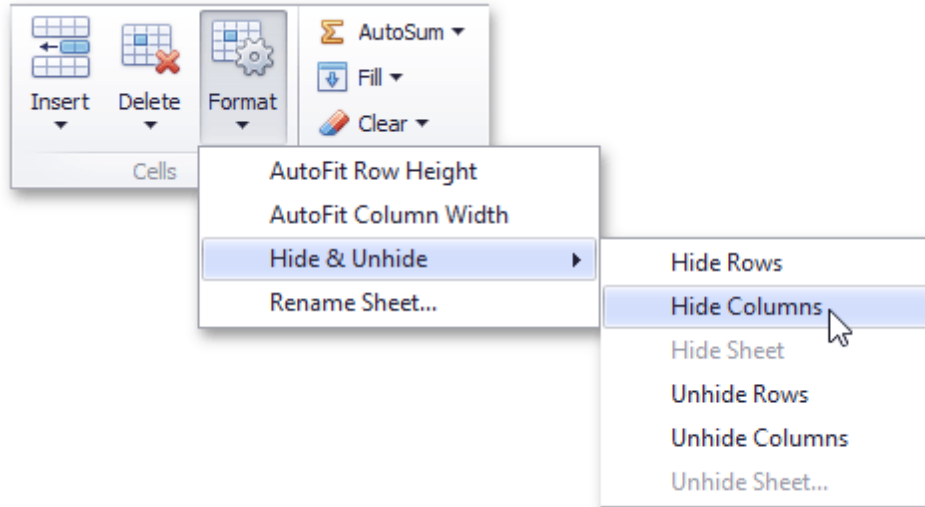 Insert
Delete
Format
AutoSum
Fill
Clear
Cells
AutoFit Row Height
AutoFit Column Width
Hide & Unhide
Rename Sheet...
Hide Rows
Hide Columns
Hide Sheet
Unhide Rows
Unhide Columns
Unhide Sheet...